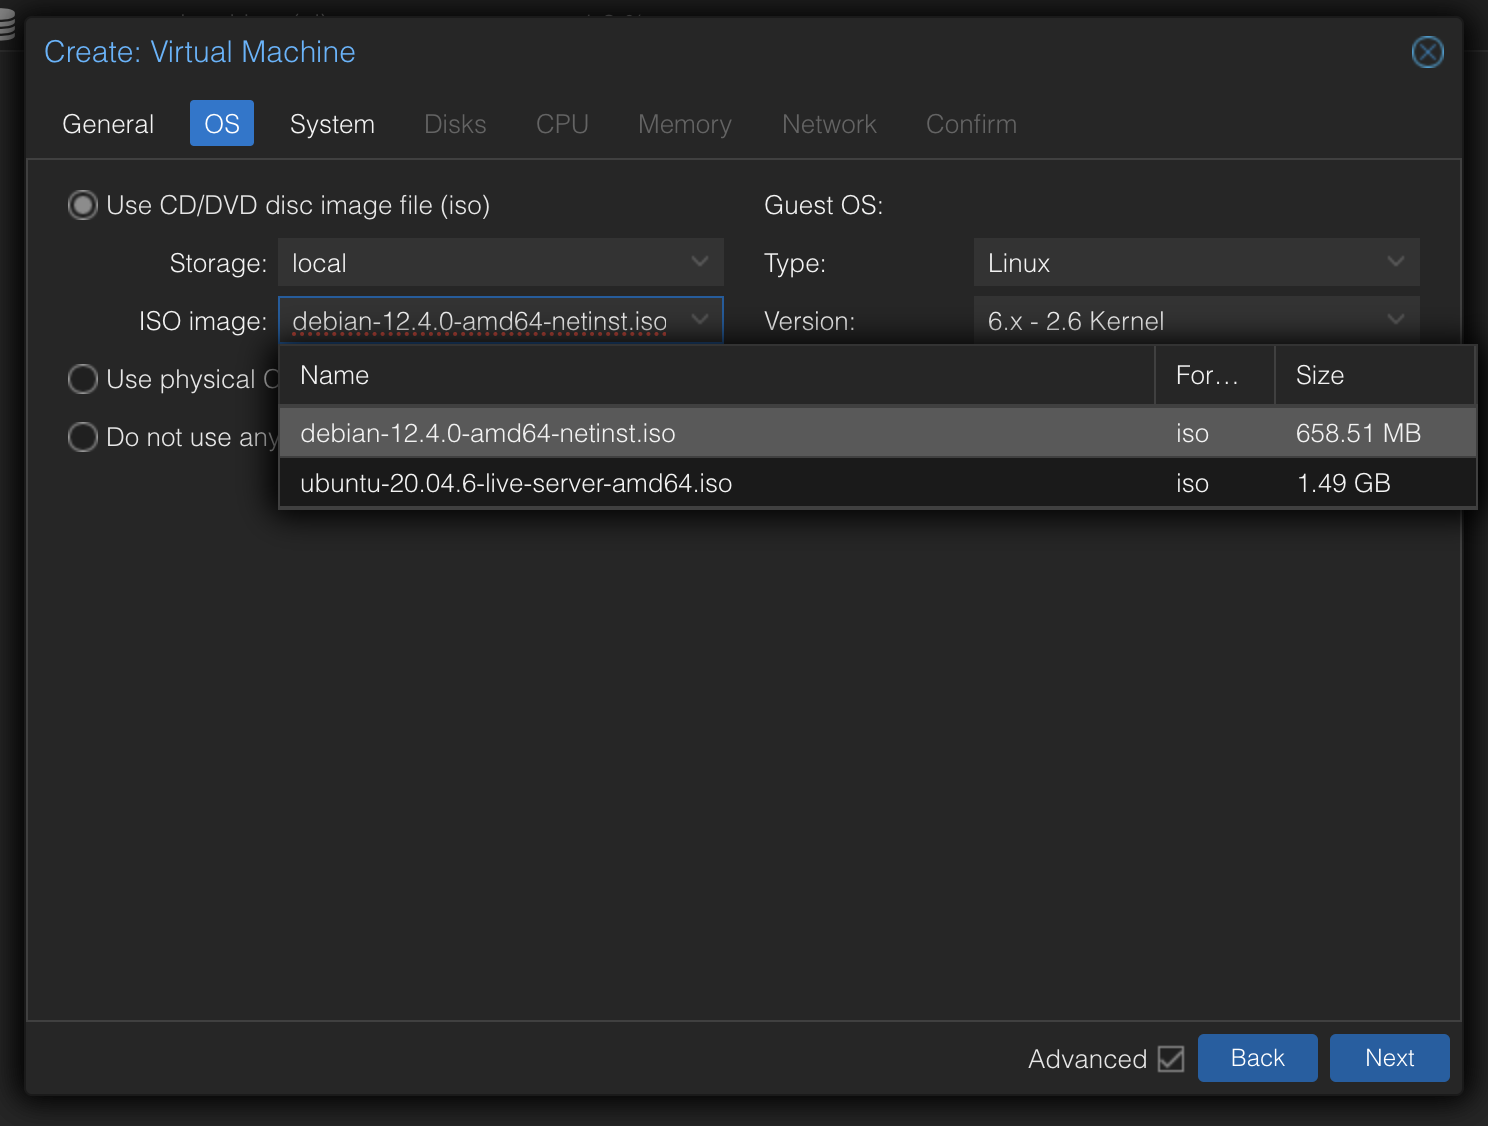 Create: Virtual Machine
General OS System Disks CPU Memory Network Confirm
Use CD/DVD disc image file (iso) Guest OS:
Storage: local Type: Linux
ISO image: debian-12.4.0-amd64-netinst.iso Version: 6.x - 2.6 Kernel
Use physical
Name For... Size
Do not use any
debian-12.4.0-amd64-netinst.iso iso 658.51 MB
ubuntu-20.04.6-live-server-amd64.iso iso 1.49 GB
Advanced Back Next